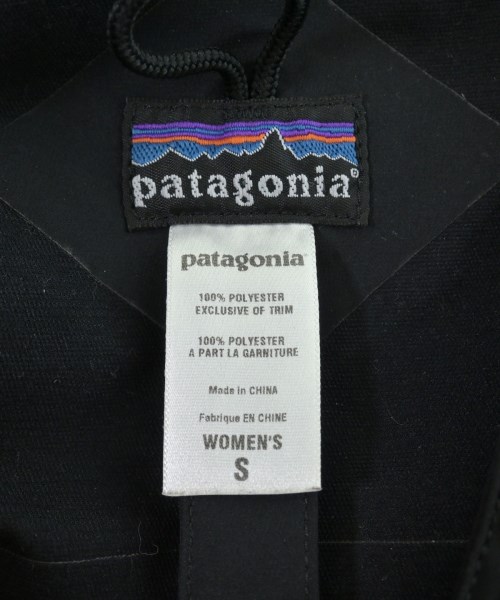 patagonia®
patagonia®
100% POLYESTER
EXCLUSIVE OF TRIM
100% POLYESTER
A PART LA GARNITURE
Made in CHINA
Fabrique EN CHINE
WOMEN'S
S